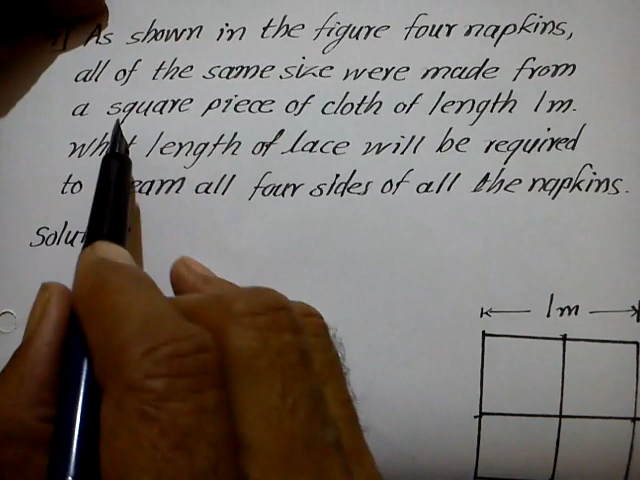 As shown in the figure four napkins,
all of the same size were made from
a square piece of cloth of length 1m.
length of lace will be required
to all four sides of all the napkins.
1m